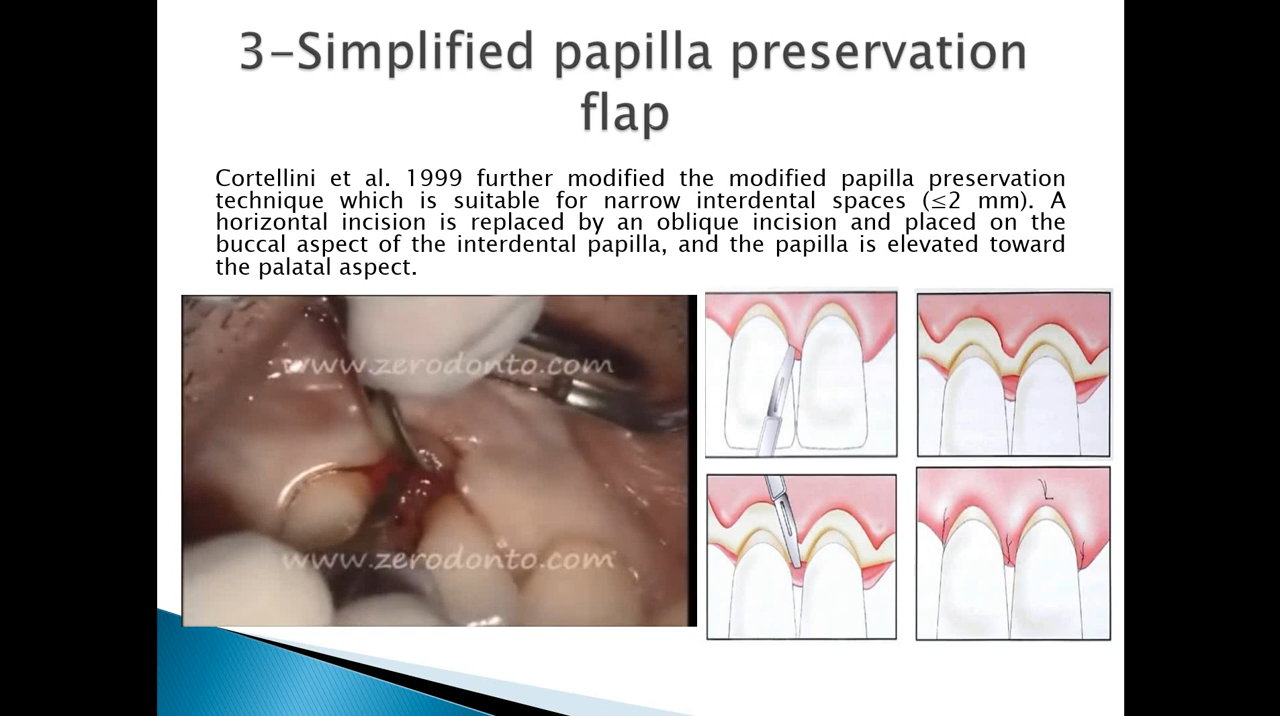 3-Simplified papilla preservation
flap
Cortellini et al. 1999 further modified the modified papilla preservation
technique which is suitable for narrow interdental spaces (≤2 mm). A
horizontal incision is replaced by an oblique incision and placed on the
buccal aspect of the interdental papilla, and the papilla is elevated toward
the palatal aspect.
www.zerodonto.com
www.zerodonto.com